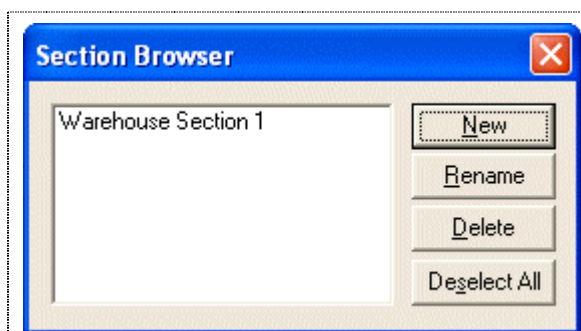 Section Browser
Warehouse Section 1
New
Rename
Delete
Deselect All